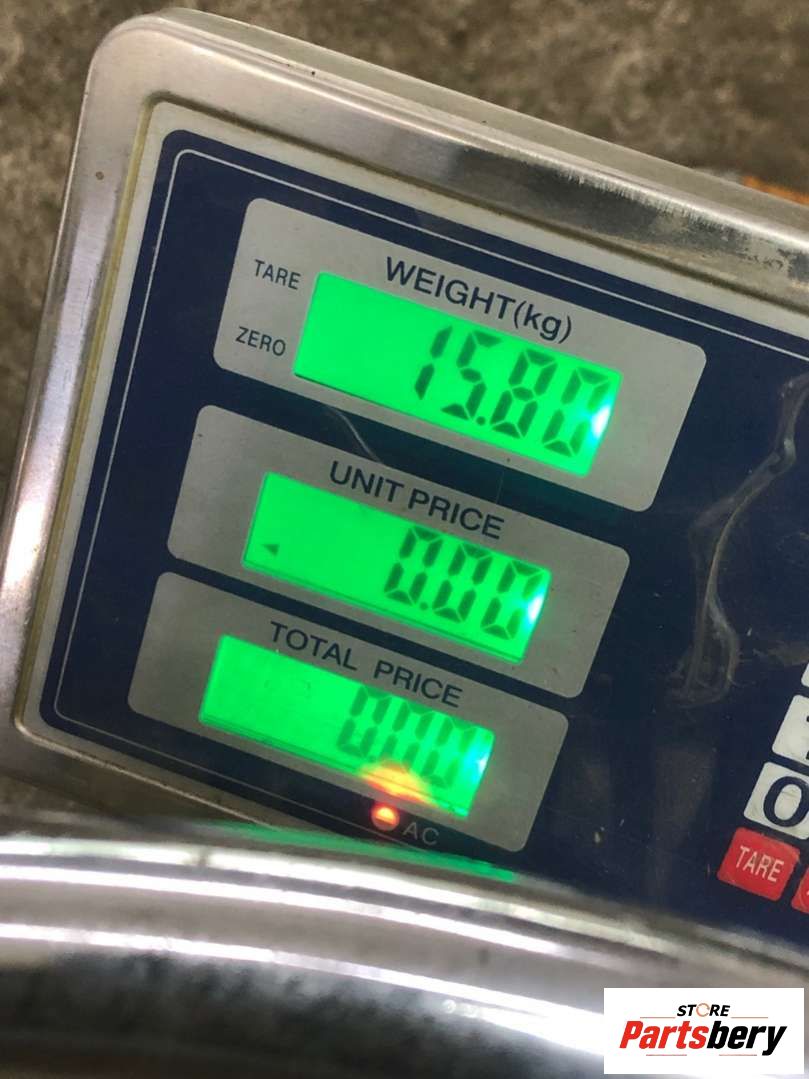 WEIGHT(kg)
TARE
ZERO
15.80
UNIT PRICE
0.00
TOTAL PRICE
0.00
AC
0
TARE
STORE
Partsbery